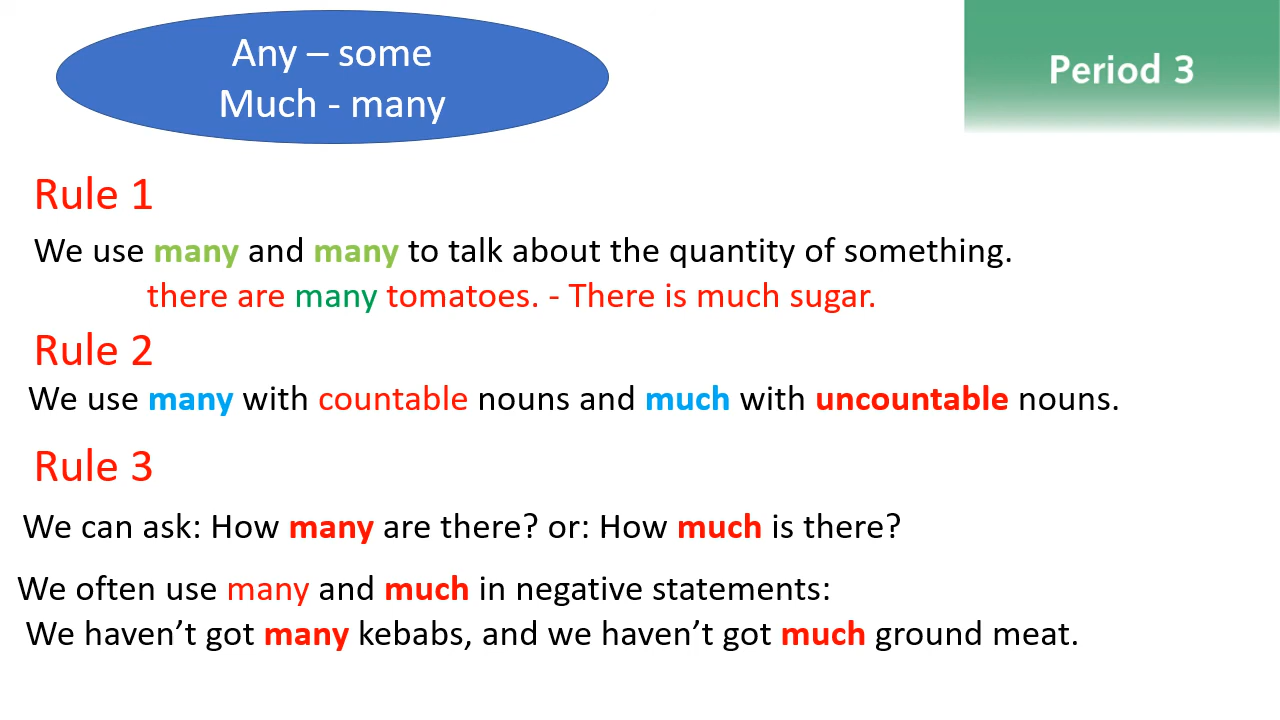 Any – some
Much - many
Period 3
Rule 1
We use many and many to talk about the quantity of something.
there are many tomatoes. - There is much sugar.
Rule 2
We use many with countable nouns and much with uncountable nouns.
Rule 3
We can ask: How many are there? or: How much is there?
We often use many and much in negative statements:
We haven’t got many kebabs, and we haven’t got much ground meat.